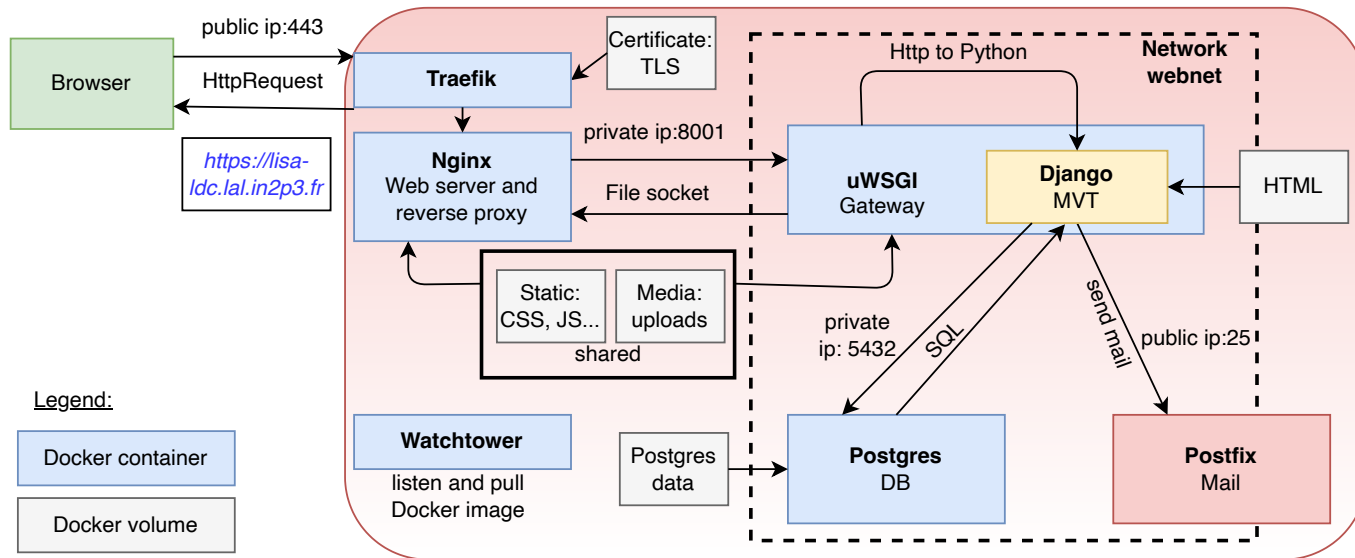 public ip:443
Browser
HttpRequest
https://lisa-
ldc.lal.in2p3.fr
Traefik
Certificate:
TLS
Nginx
Web server and
reverse proxy
private ip:8001
File socket
Http to Python
Network
webnet
uWSGI
Gateway
Django
MVT
HTML
Static:
CSS, JS...
Media:
uploads
shared
private
ip: 5432
SQL
send mail
public ip:25
Legend:
Docker container
Docker volume
Watchtower
listen and pull
Docker image
Postgres
data
Postgres
DB
Postfix
Mail